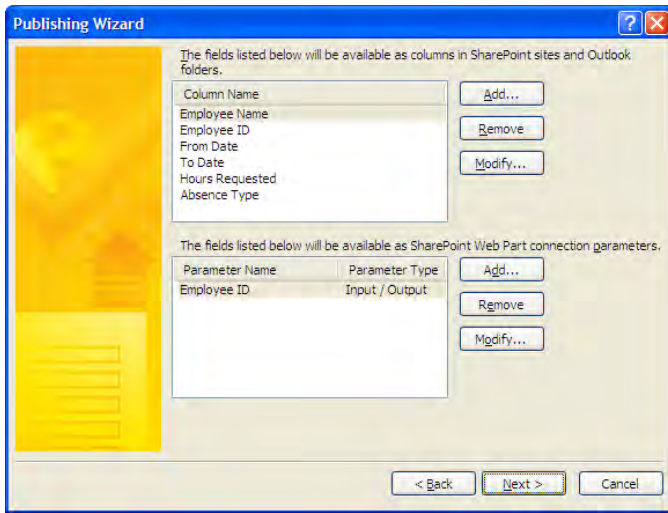 Publishing Wizard
The fields listed below will be available as columns in SharePoint sites and Outlook
folders.
Column Name
Employee Name
Employee ID
From Date
To Date
Hours Requested
Absence Type
Add...
Remove
Modify...
The fields listed below will be available as SharePoint Web Part connection parameters.
Parameter Name Parameter Type
Employee ID Input / Output
Add...
Remove
Modify...
< Back Next > Cancel